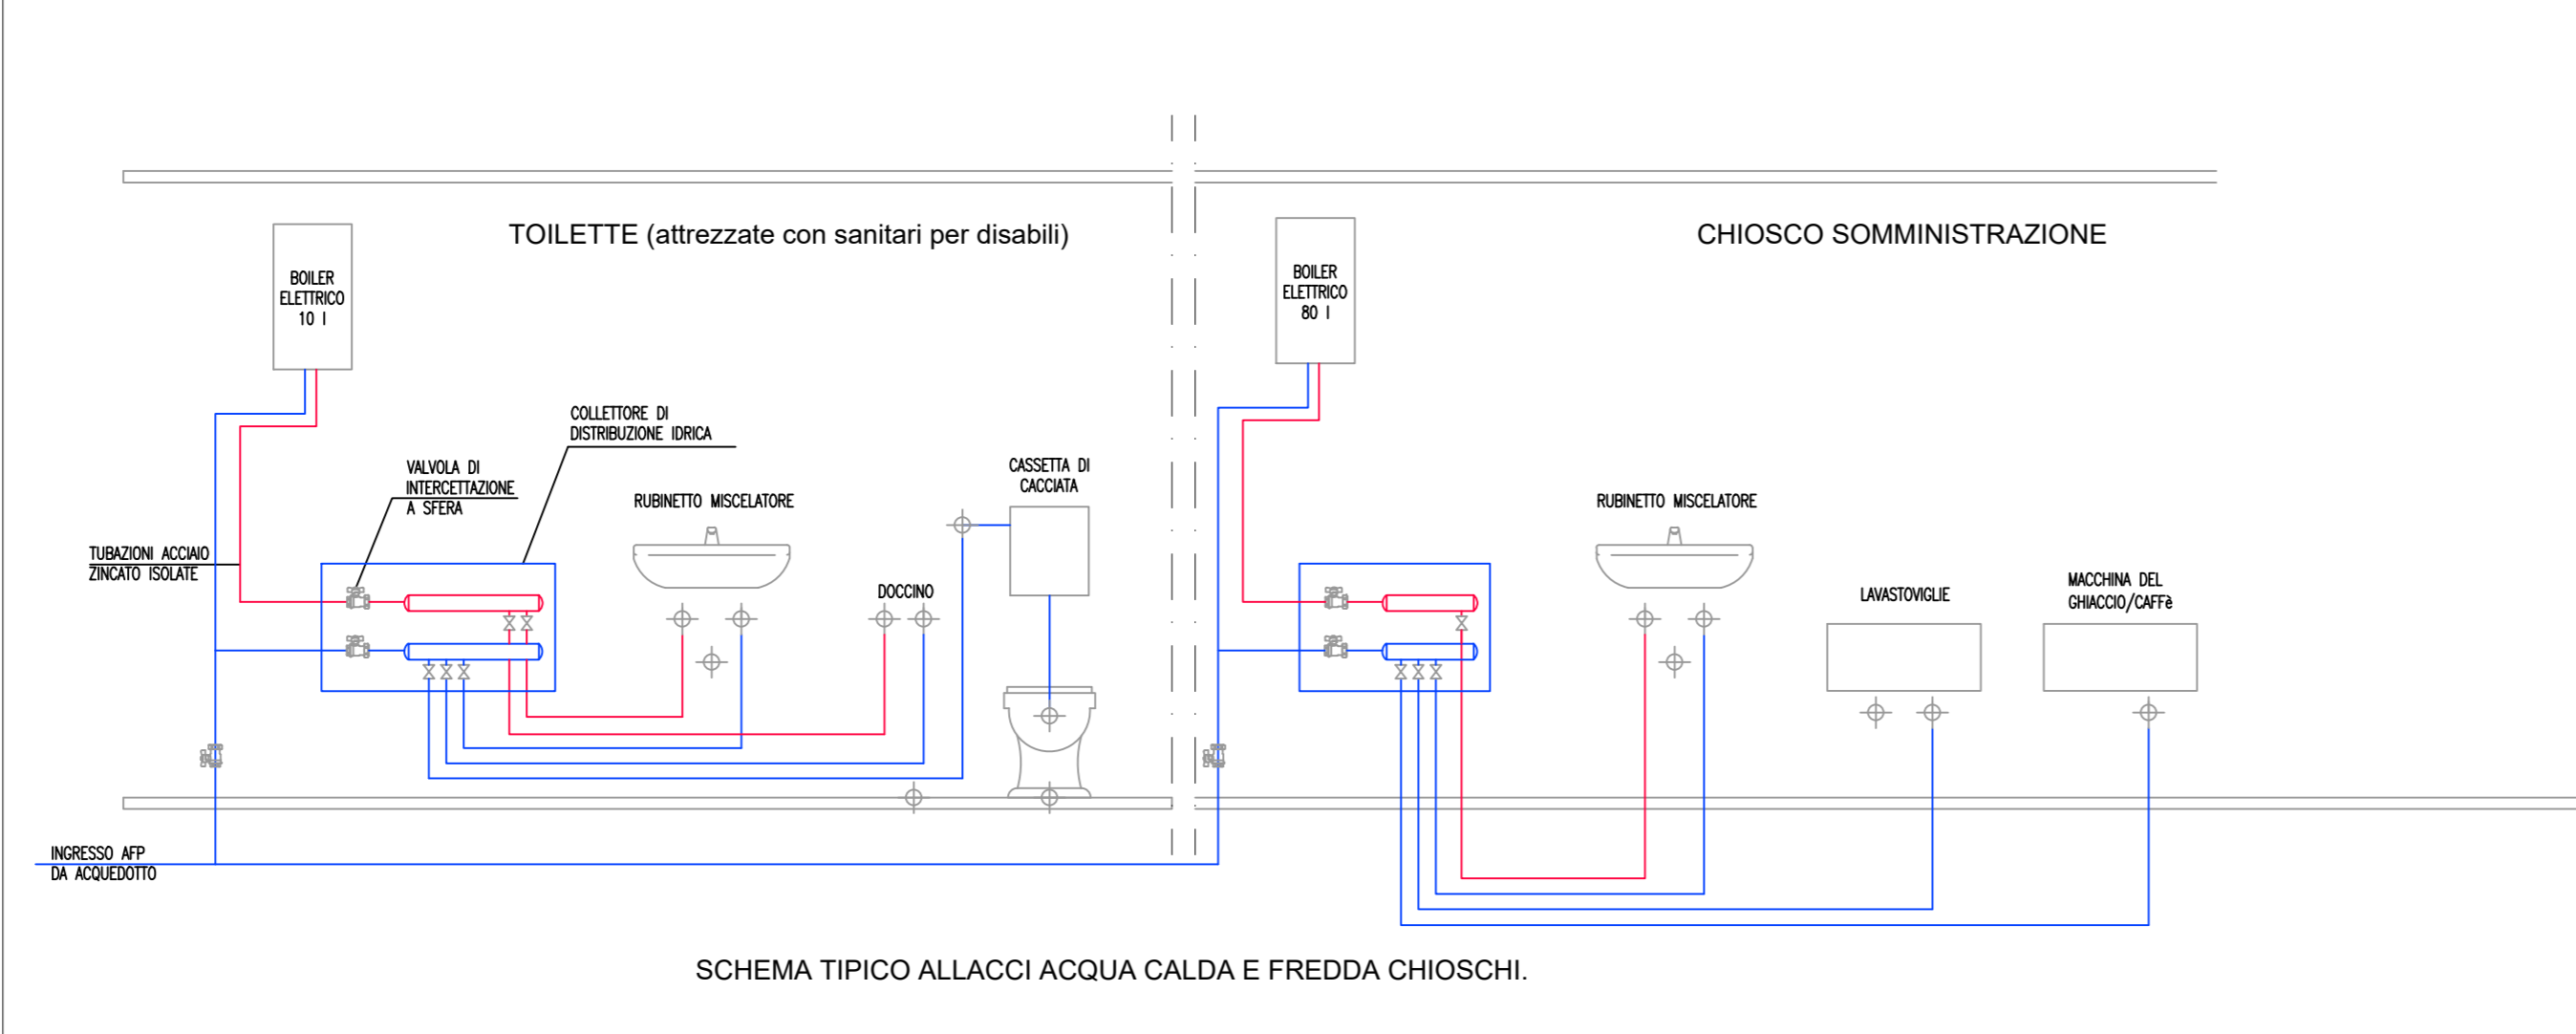 TOILETTE (attrezzate con sanitari per disabili)
CHIOSCO SOMMINISTRAZIONE
BOILER
ELETTRICO
10 l
BOILER
ELETTRICO
80 l
COLLETTORE DI
DISTRIBUZIONE IDRICA
VALVOLA DI
INTERCETTAZIONE
A SFERA
RUBINETTO MISCELATORE
CASSETTA DI
CACCIATA
RUBINETTO MISCELATORE
TUBAZIONI ACCIAIO
ZINCATO ISOLATE
DOCCINO
LAVASTOVIGLIE
MACCHINA DEL
GHIACCIO/CAFFè
INGRESSO AFP
DA ACQUEDOTTO
SCHEMA TIPICO ALLACCI ACQUA CALDA E FREDDA CHIOSCHI.